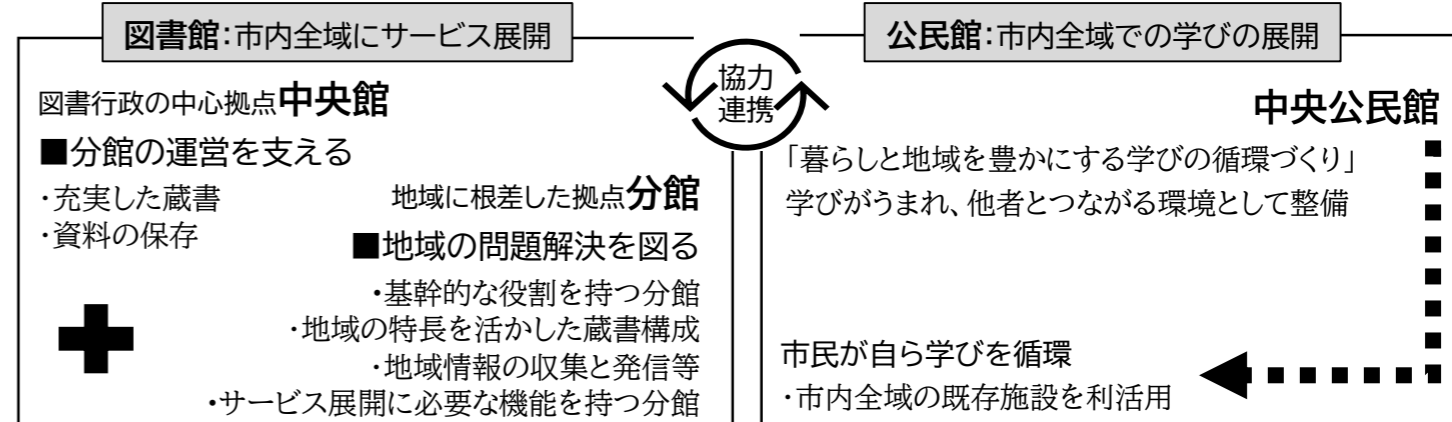 図書館:市内全域にサービス展開
図書行政の中心拠点中央館
■分館の運営を支える
・充実した蔵書
・資料の保存
地域に根差した拠点分館
■地域の問題解決を図る
・基幹的な役割を持つ分館
・地域の特長を活かした蔵書構成
・地域情報の収集と発信等
・サービス展開に必要な機能を持つ分館
協力
連携
公民館:市内全域での学びの展開
中央公民館
「暮らしと地域を豊かにする学びの循環づくり」
学びがうまれ、他者とつながる環境として整備
市民が自ら学びを循環
・市内全域の既存施設を利活用